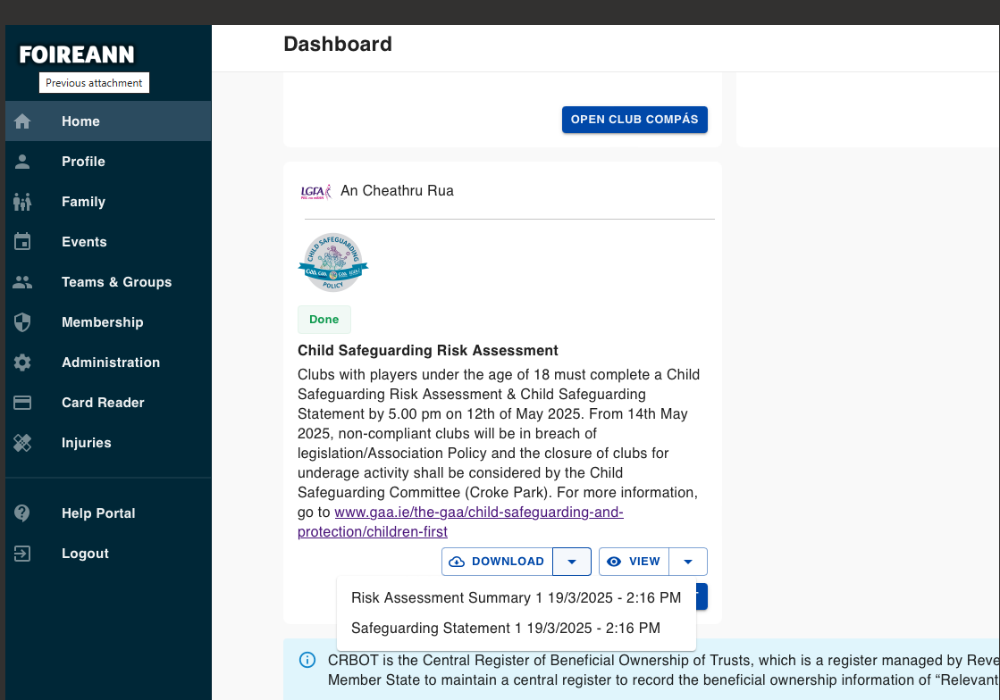 Dashboard
FOIREANN
Previous attachment
Home
Profile
Family
Events
Teams & Groups
Membership
Administration
Card Reader
Injuries
Help Portal
Logout
OPEN CLUB COMPÁS
LGFA
An Cheathru Rua
CHILD SAFEGUARDING
POLICY
Done
Child Safeguarding Risk Assessment
Clubs with players under the age of 18 must complete a Child
Safeguarding Risk Assessment & Child Safeguarding
Statement by 5.00 pm on 12th of May 2025. From 14th May
2025, non-compliant clubs will be in breach of
legislation/Association Policy and the closure of clubs for
underage activity shall be considered by the Child
Safeguarding Committee (Croke Park). For more information,
go to www.gaa.ie/the-gaa/child-safeguarding-and-
protection/children-first
DOWNLOAD
VIEW
Risk Assessment Summary 1 19/3/2025 - 2:16 PM
Safeguarding Statement 1 19/3/2025 - 2:16 PM
CRBOT is the Central Register of Beneficial Ownership of Trusts, which is a register managed by Reve
Member State to maintain a central register to record the beneficial ownership information of “Relevant